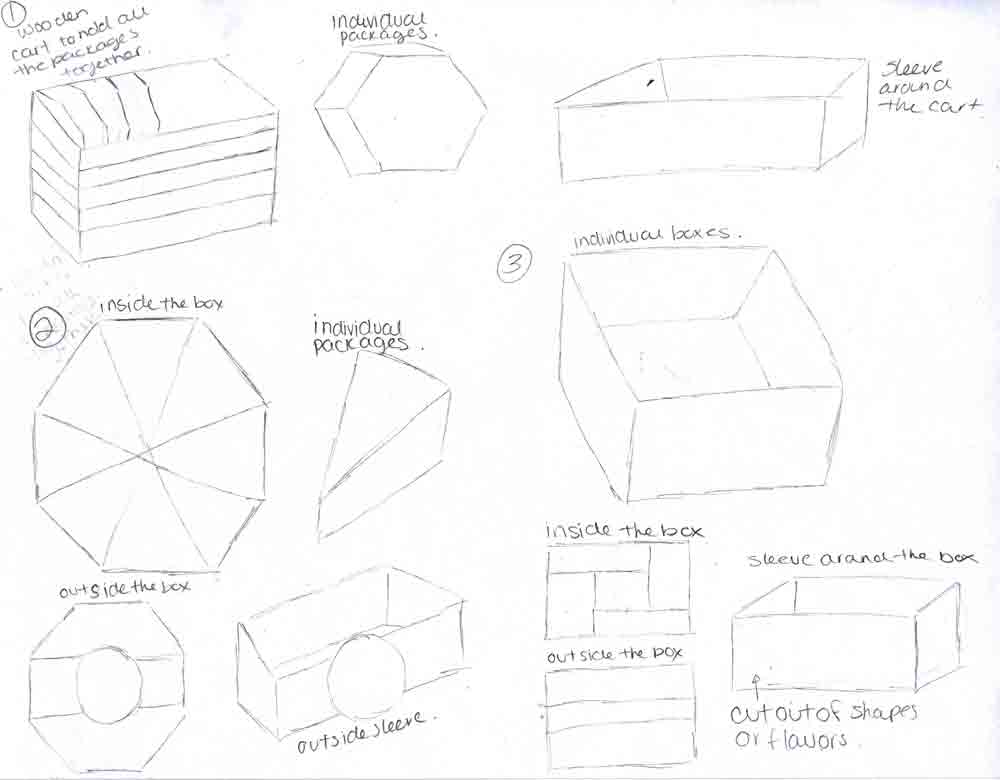 1
wooden
cart to hold all
the packages
together.
individual
packages.
sleeve
around
the cart
2
inside the box
individual
packages.
outside the box
outside sleeve.
3
individual boxes.
inside the box
outside the box
sleeve around the box
cut out of shapes
or flavors.